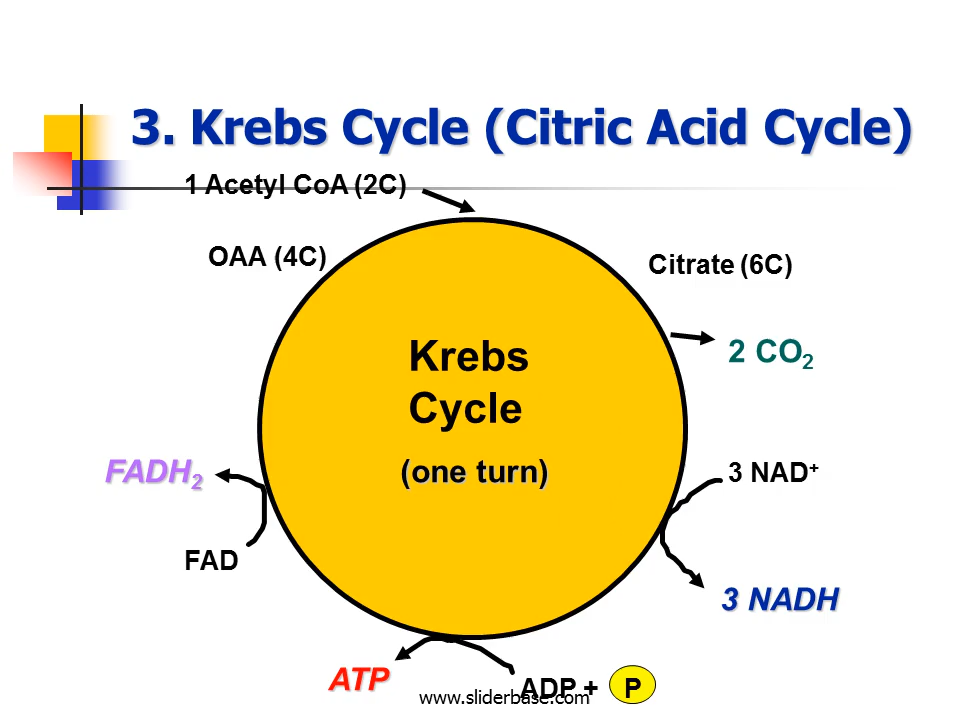 3. Krebs Cycle (Citric Acid Cycle)
1 Acetyl CoA (2C)
OAA (4C)
Citrate (6C)
Krebs
Cycle
2 CO₂
(one turn)
FADH₂
3 NAD⁺
FAD
3 NADH
ATP
ADP + P
www.sliderbase.com